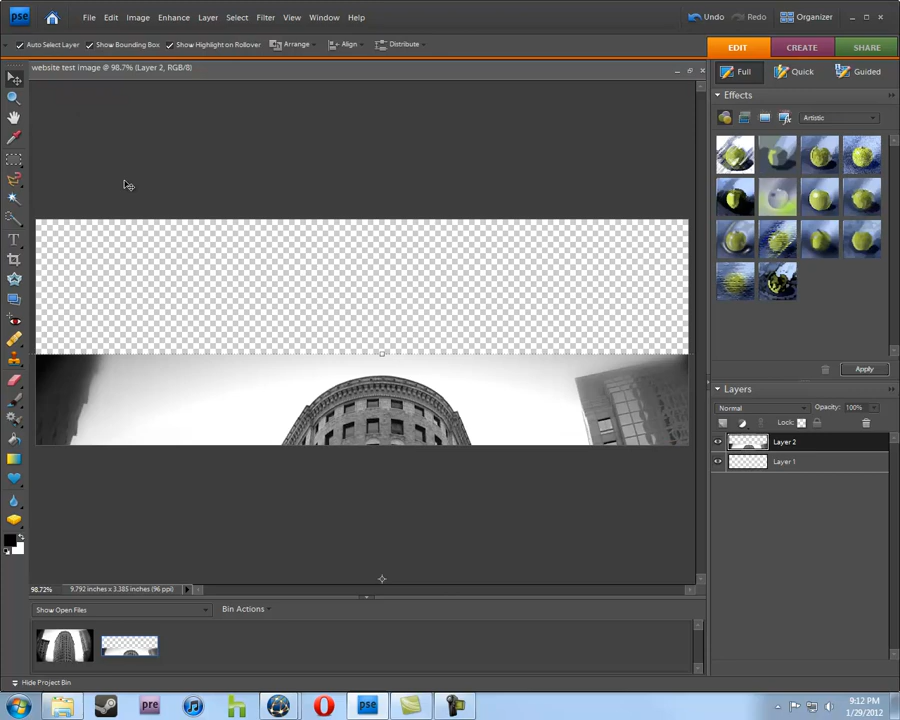 pse File Edit Image Enhance Layer Select Filter View Window Help Undo Redo Organizer
Auto Select Layer Show Bounding Box Show Highlight on Rollover Arrange Align Distribute EDIT CREATE SHARE
website test image @ 98.7% (Layer 2, RGB/8) Full Quick Guided
Effects
Artistic
T
Apply
Layers
Normal Opacity: 100%
Lock:
Layer 2
Layer 1
98.72% 9.792 inches x 3.385 inches (96 ppi)
Show Open Files Bin Actions
Hide Project Bin
pre h pse
9:12 PM
1/29/2012